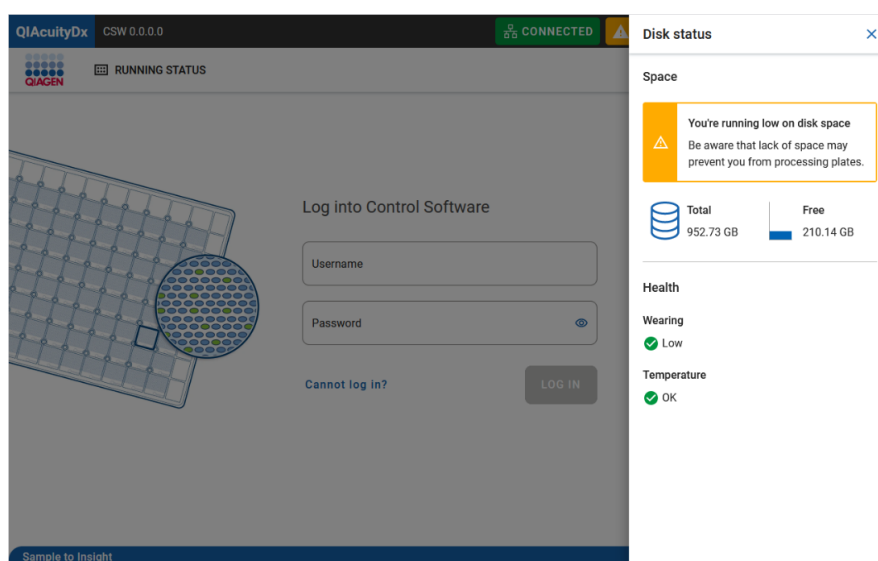 QIAcuityDx CSW 0.0.0.0 CONNECTED
QIAGEN RUNNING STATUS
Log into Control Software
Username
Password
Cannot log in? LOG IN
Sample to Insight
Disk status
Space
You're running low on disk space
Be aware that lack of space may
prevent you from processing plates.
Total Free
952.73 GB 210.14 GB
Health
Wearing
Low
Temperature
OK